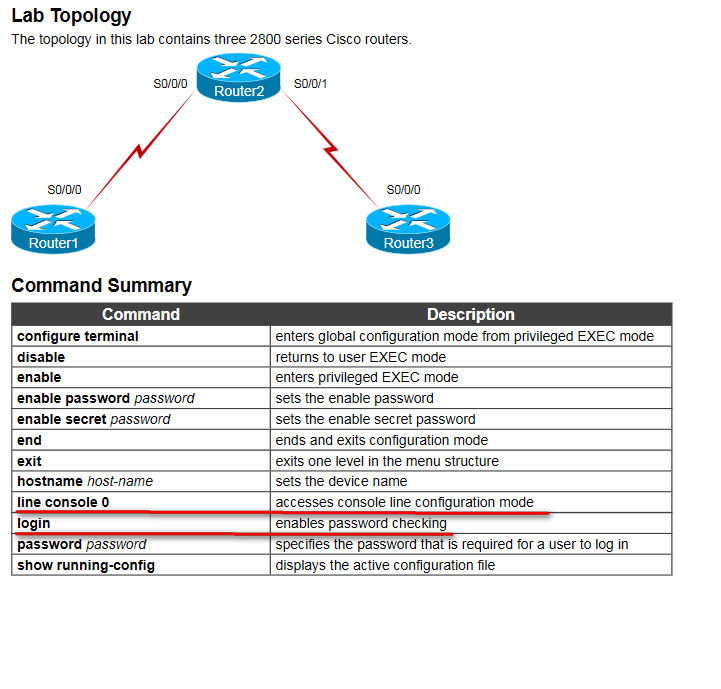 Lab Topology
The topology in this lab contains three 2800 series Cisco routers.
S0/0/0
Router2
S0/0/1
S0/0/0
S0/0/0
Router1
Router3
Command Summary
Command Description
configure terminal enters global configuration mode from privileged EXEC mode
disable returns to user EXEC mode
enable enters privileged EXEC mode
enable password password sets the enable password
enable secret password sets the enable secret password
end ends and exits configuration mode
exit exits one level in the menu structure
hostname host-name sets the device name
line console 0 accesses console line configuration mode
login enables password checking
password password specifies the password that is required for a user to log in
show running-config displays the active configuration file